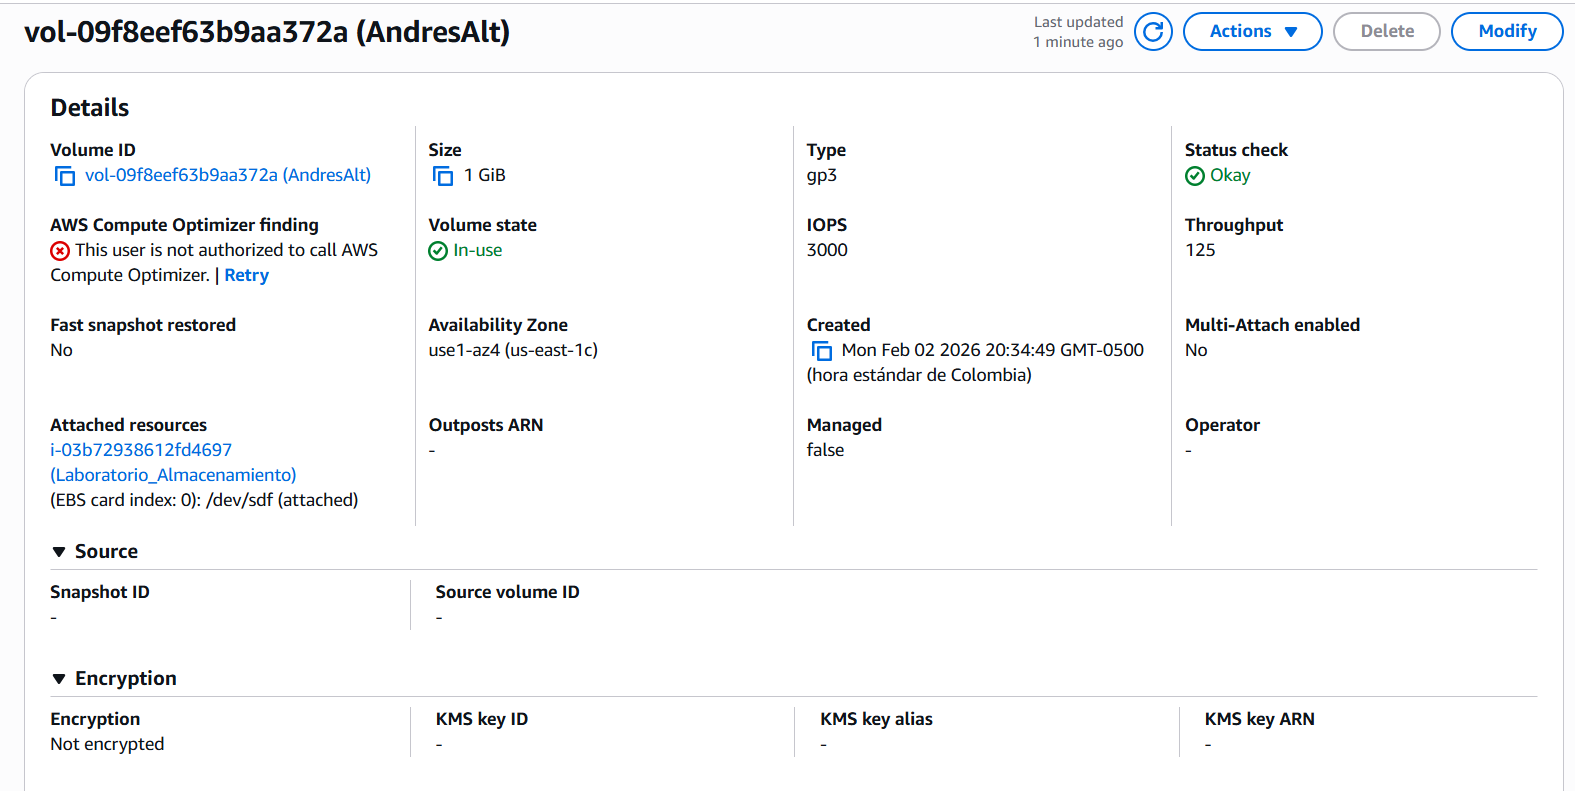 vol-09f8eef63b9aa372a (AndresAlt)
Last updated
1 minute ago
Actions
Delete
Modify
Details
Volume ID
vol-09f8eef63b9aa372a (AndresAlt)
Size
1 GiB
Type
gp3
Status check
Okay
AWS Compute Optimizer finding
This user is not authorized to call AWS
Compute Optimizer. | Retry
Volume state
In-use
IOPS
3000
Throughput
125
Fast snapshot restored
No
Availability Zone
use1-az4 (us-east-1c)
Created
Mon Feb 02 2026 20:34:49 GMT-0500
(hora estándar de Colombia)
Multi-Attach enabled
No
Attached resources
i-03b72938612fd4697
(Laboratorio_Almacenamiento)
(EBS card index: 0): /dev/sdf (attached)
Outposts ARN
-
Managed
false
Operator
-
Source
Snapshot ID
-
Source volume ID
-
Encryption
Encryption
Not encrypted
KMS key ID
-
KMS key alias
-
KMS key ARN
-